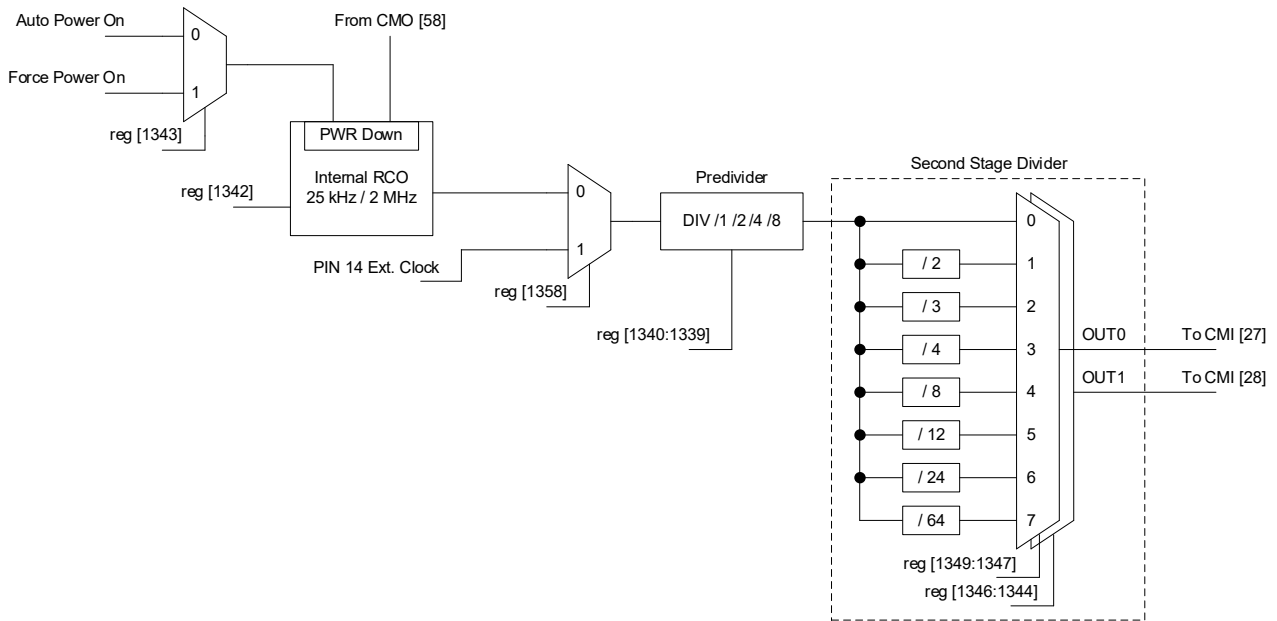 Auto Power On
0
From CMO [58]
Force Power On
1
reg [1343]
PWR Down
Internal RCO
25 kHz / 2 MHz
reg [1342]
0
1
PIN 14 Ext. Clock
reg [1358]
Predivider
DIV /1 /2 /4 /8
reg [1340:1339]
Second Stage Divider
0
/ 2
1
/ 3
2
/ 4
3
/ 8
4
/ 12
5
/ 24
6
/ 64
7
OUT0
To CMI [27]
OUT1
To CMI [28]
reg [1349:1347]
reg [1346:1344]